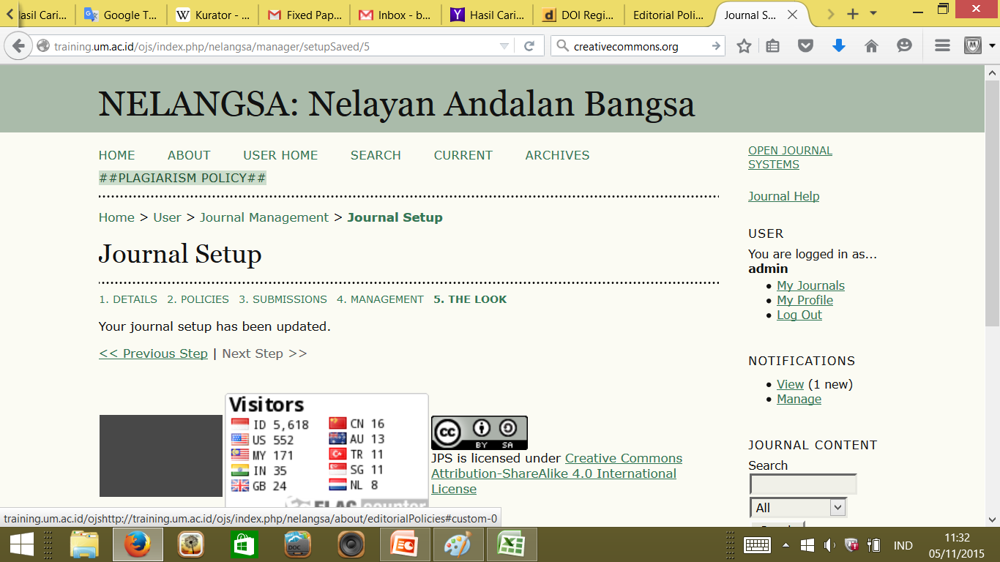 asil Cari...
Google T...
Kurator - ...
Fixed Pap...
Inbox - b...
Hasil Cari...
DOI Regi...
Editorial Poli...
Journal S...
training.um.ac.id/ojs/index.php/nelangsa/manager/setupSaved/5
creativecommons.org
NELANGSA: Nelayan Andalan Bangsa
HOME ABOUT USER HOME SEARCH CURRENT ARCHIVES
##PLAGIARISM POLICY##
Home > User > Journal Management > Journal Setup
Journal Setup
1. DETAILS 2. POLICIES 3. SUBMISSIONS 4. MANAGEMENT 5. THE LOOK
Your journal setup has been updated.
<< Previous Step | Next Step >>
Visitors
ID 5,618 CN 16
US 552 AU 13
MY 171 TR 11
IN 35 SG 11
GB 24 NL 8
FLAG counter
cc BY SA
JPS is licensed under Creative Commons
Attribution-ShareAlike 4.0 International
License
OPEN JOURNAL
SYSTEMS
Journal Help
USER
You are logged in as...
admin
My Journals
My Profile
Log Out
NOTIFICATIONS
View (1 new)
Manage
JOURNAL CONTENT
Search
All
training.um.ac.id/ojshttp://training.um.ac.id/ojs/index.php/nelangsa/about/editorialPolicies#custom-0
DOC
IND
11:32
05/11/2015